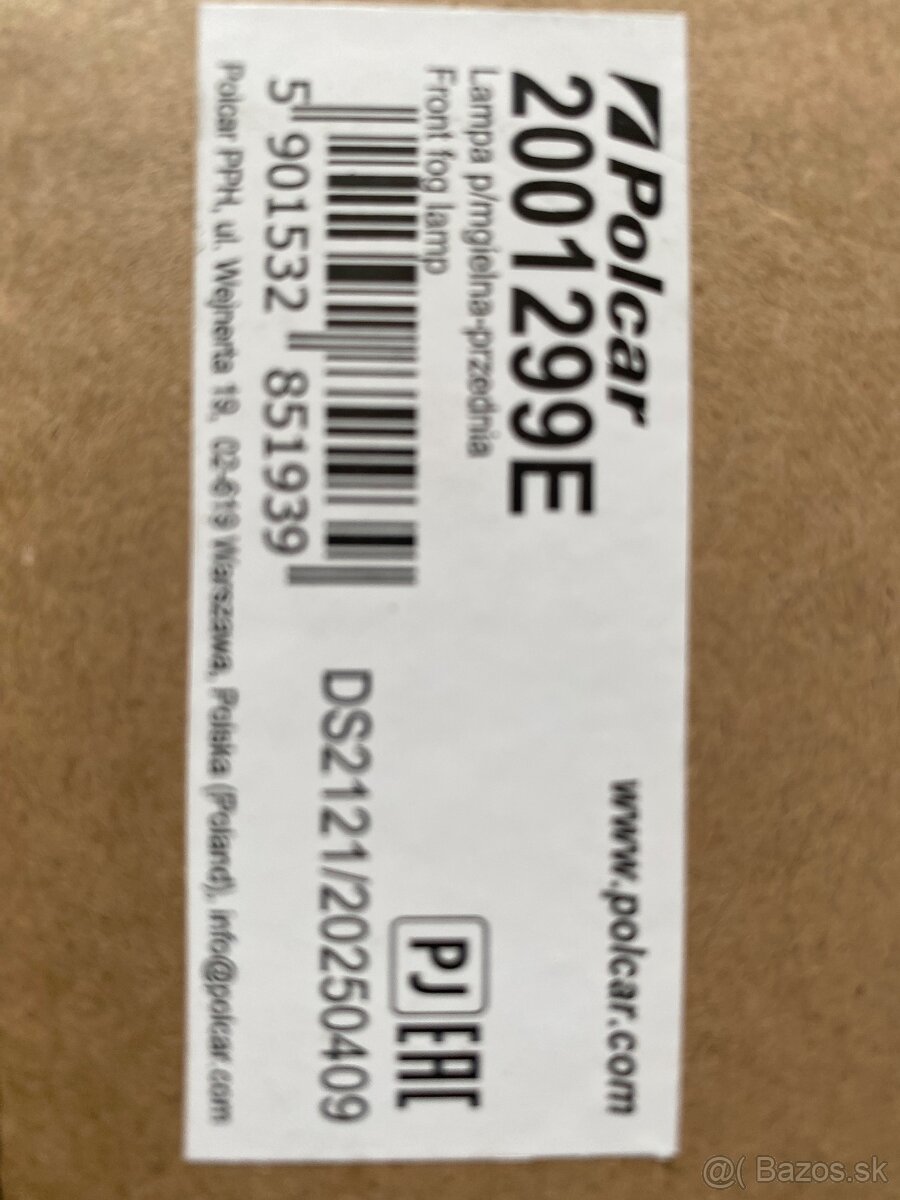 Polcar
www.polcar.com
2001299E
Lampa p/mgielna-przednia
Front fog lamp
PJ EAC
5 901532 851939
DS2121/20250409
Polcar PPH, ul. Wejnerta 19, 02-619 Warszawa, Polska (Poland), info@polcar.com
@( Bazos.sk